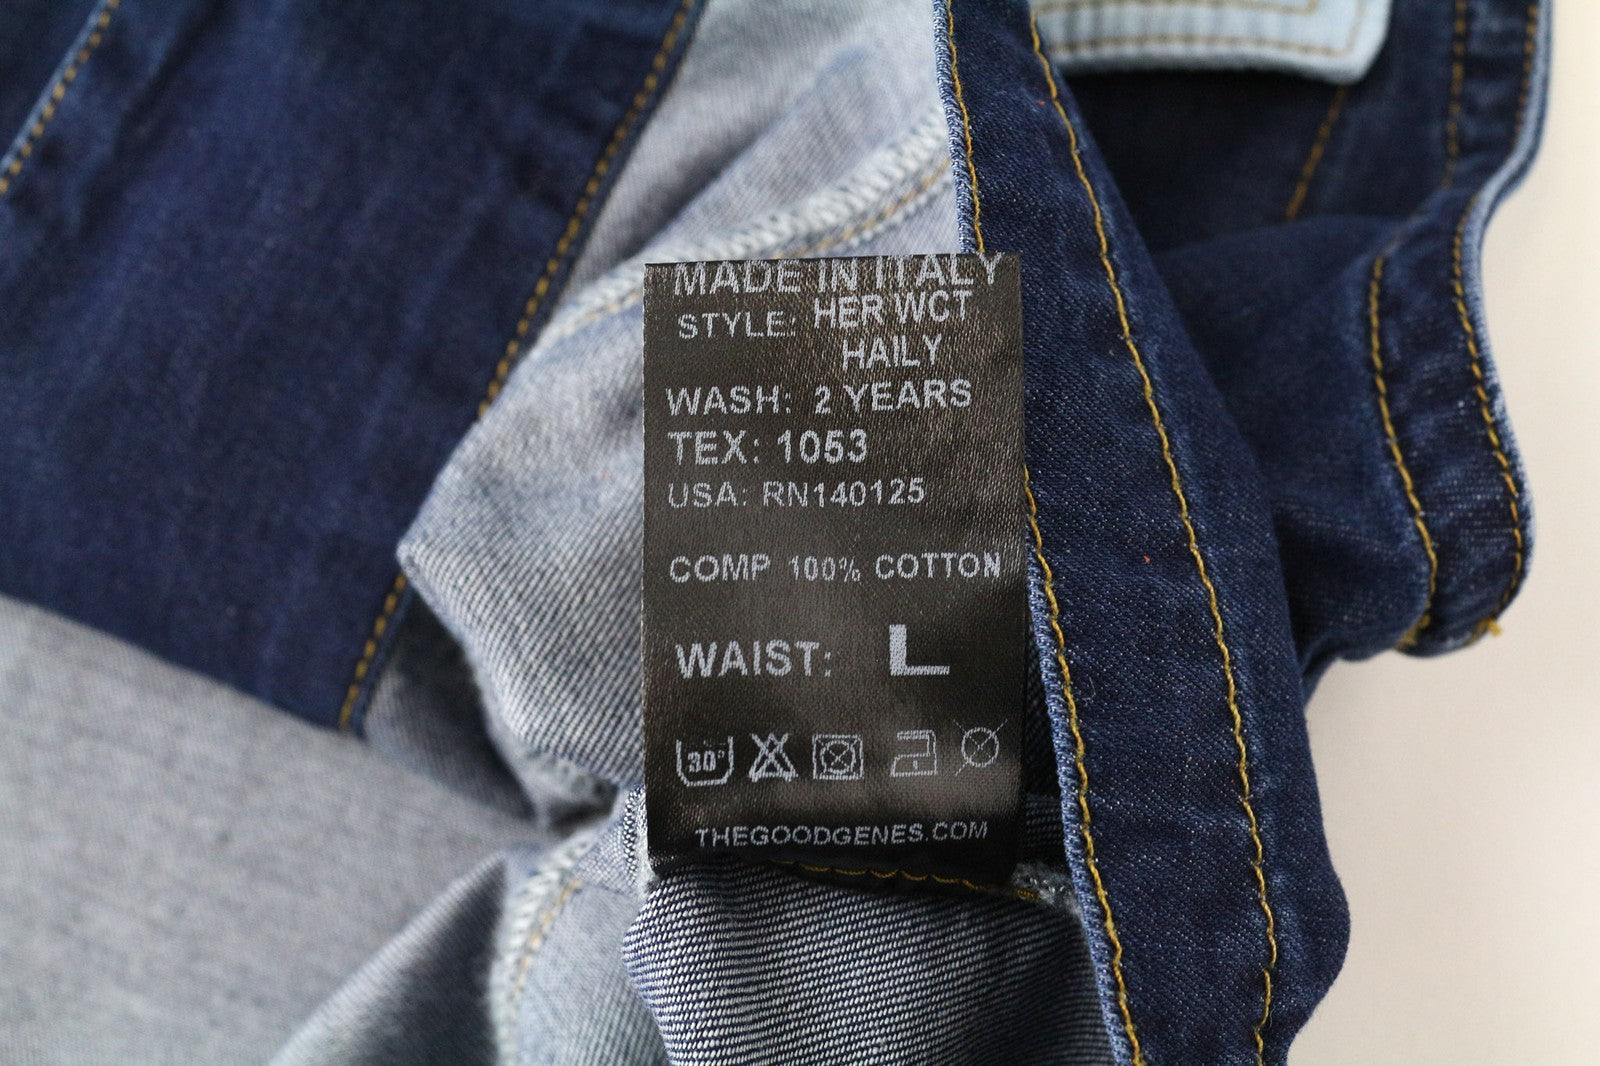 MADE IN ITALY
STYLE: HER WCT
HAILY
WASH: 2 YEARS
TEX: 1053
USA: RN140125
COMP 100% COTTON
WAIST: L
30°
THEGOODGENES.COM